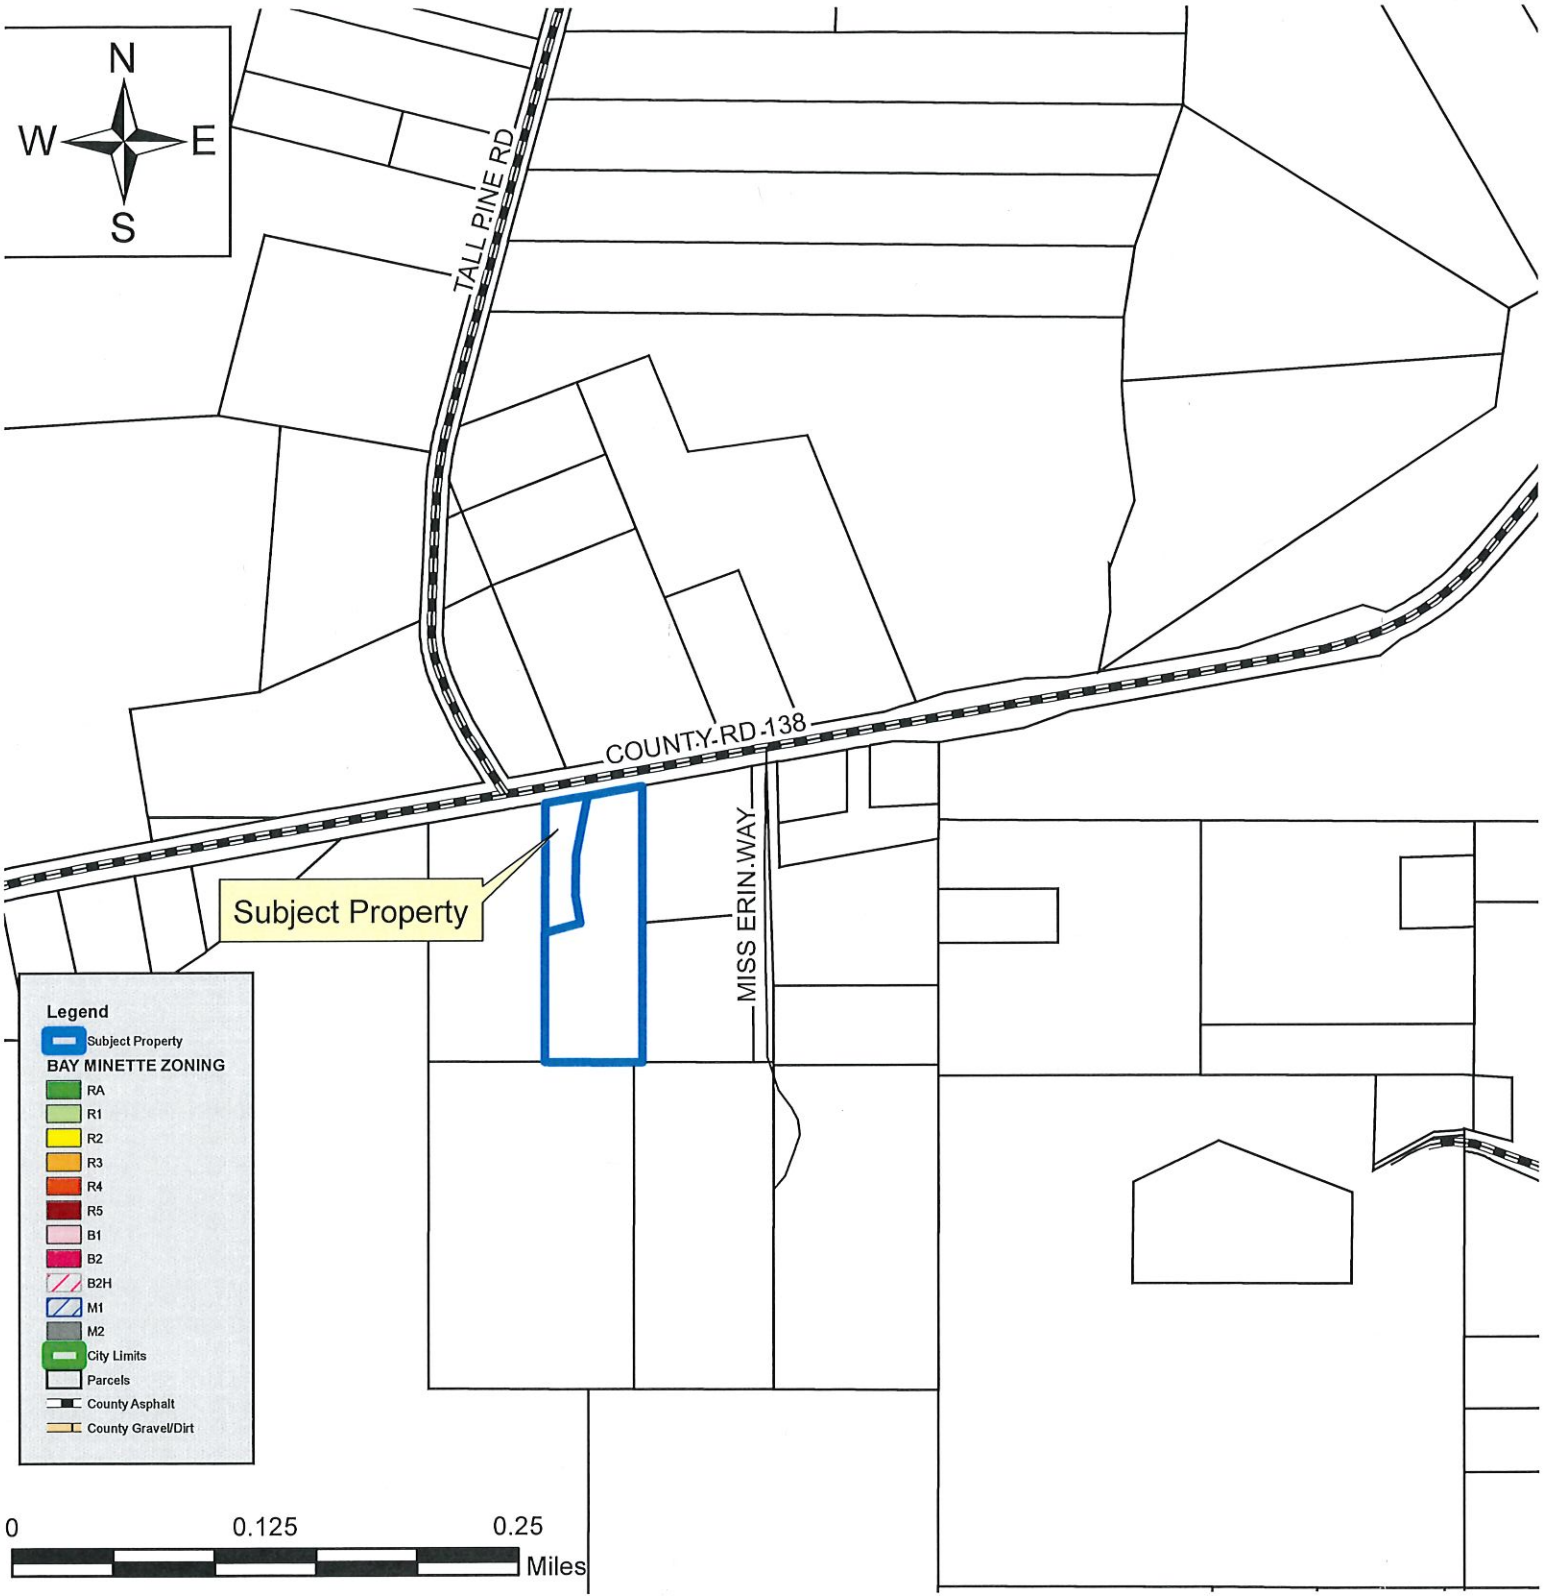 N
W E
S
TALL PINE RD
COUNTY RD 138
MISS ERIN WAY
Subject Property
Legend
Subject Property
BAY MINETTE ZONING
RA
R1
R2
R3
R4
R5
B1
B2
B2H
M1
M2
City Limits
Parcels
County Asphalt
County Gravel/Dirt
0 0.125 0.25
Miles